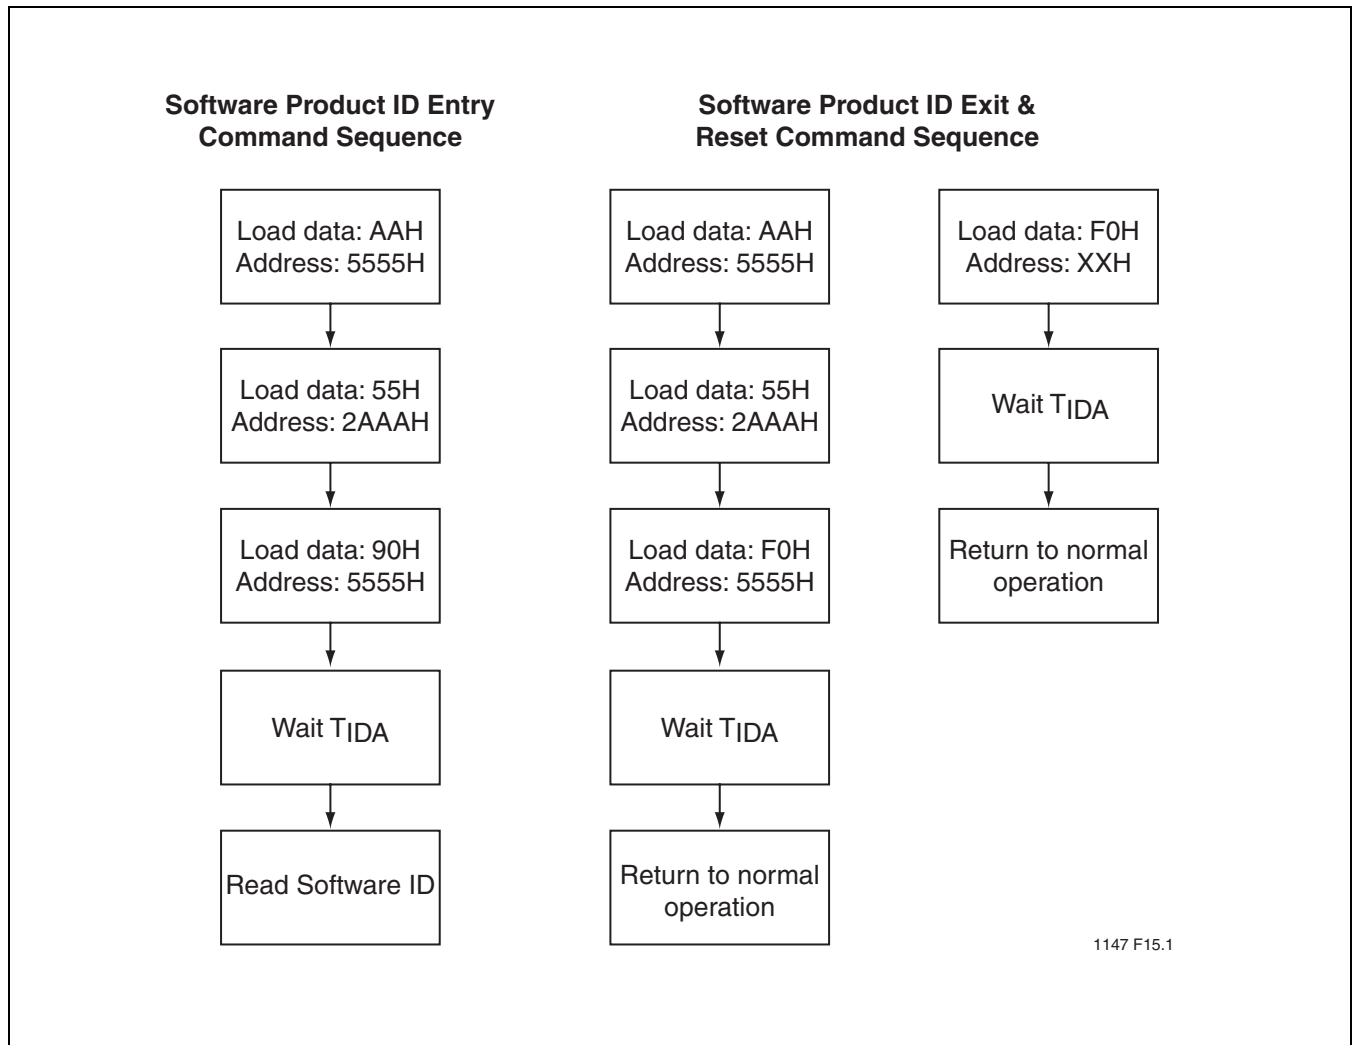 Software Product ID Entry
Command Sequence
Load data: AAH
Address: 5555H
Load data: 55H
Address: 2AAAH
Load data: 90H
Address: 5555H
Wait TIDA
Read Software ID
Software Product ID Exit &
Reset Command Sequence
Load data: AAH
Address: 5555H
Load data: 55H
Address: 2AAAH
Load data: F0H
Address: 5555H
Wait TIDA
Return to normal
operation
Load data: F0H
Address: XXH
Wait TIDA
Return to normal
operation
1147 F15.1